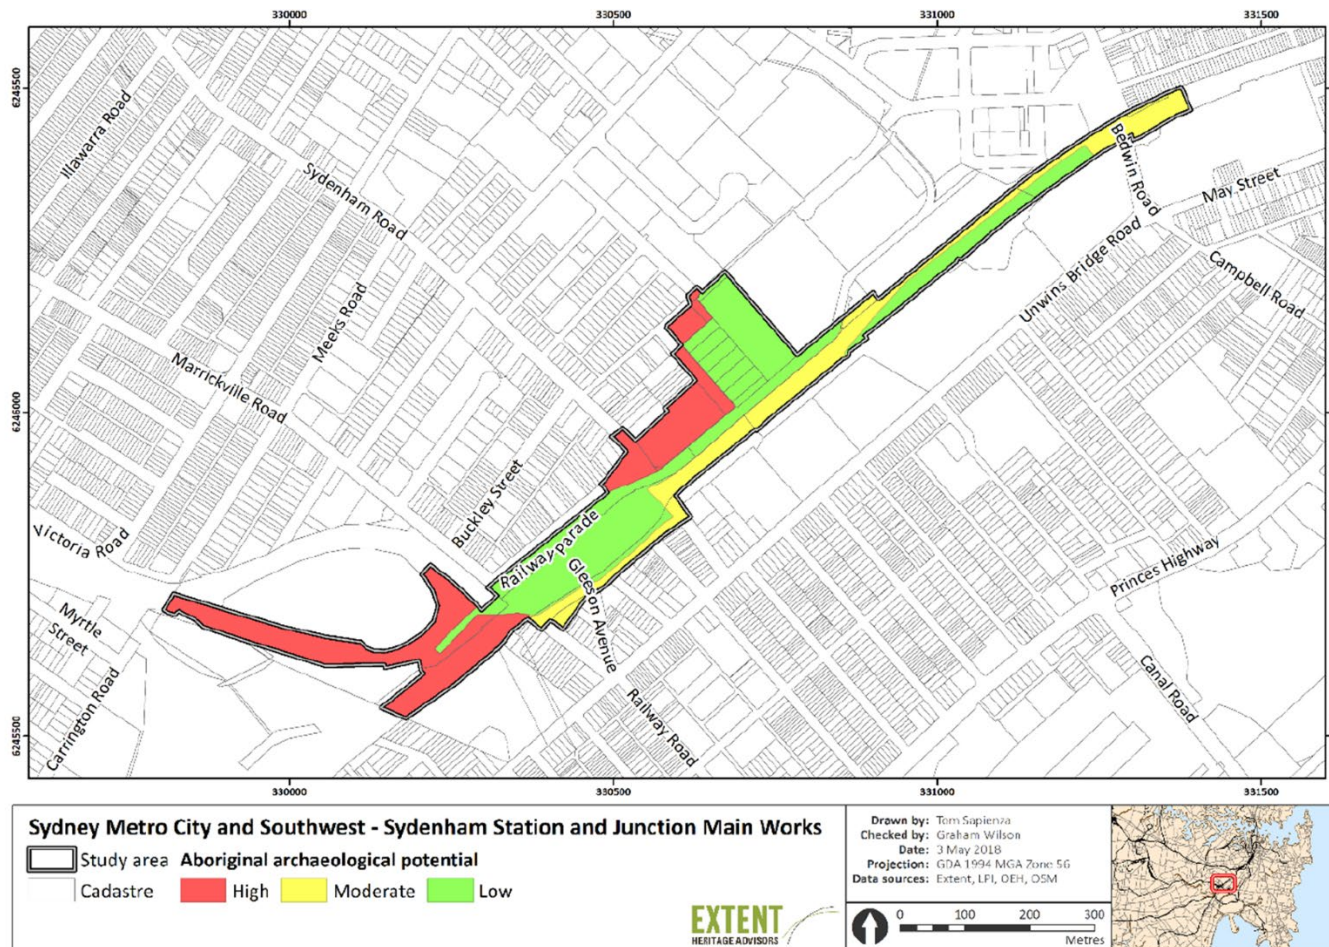 330000
330500
331000
331500
6246500
6246000
6245500
Illawarra Road
Sydenham Road
Meeks Road
Marrickville Road
Buckley Street
Victoria Road
Myrtle Street
Carrington Road
Railway Parade
Gleeson Avenue
Railway Road
Bedwin Road
May Street
Unwins Bridge Road
Campbell Road
Princes Highway
Canal Road
330000
330500
331000
331500
Sydney Metro City and Southwest - Sydenham Station and Junction Main Works
Study area Aboriginal archaeological potential
Cadastre High Moderate Low
EXTENT
HERITAGE ADVISORS
Drawn by: Tom Sapienza
Checked by: Graham Wilson
Date: 3 May 2018
Projection: GDA 1994 MGA Zone 56
Data sources: Extent, LPI, OEH, OSM
0 100 200 300
Metres